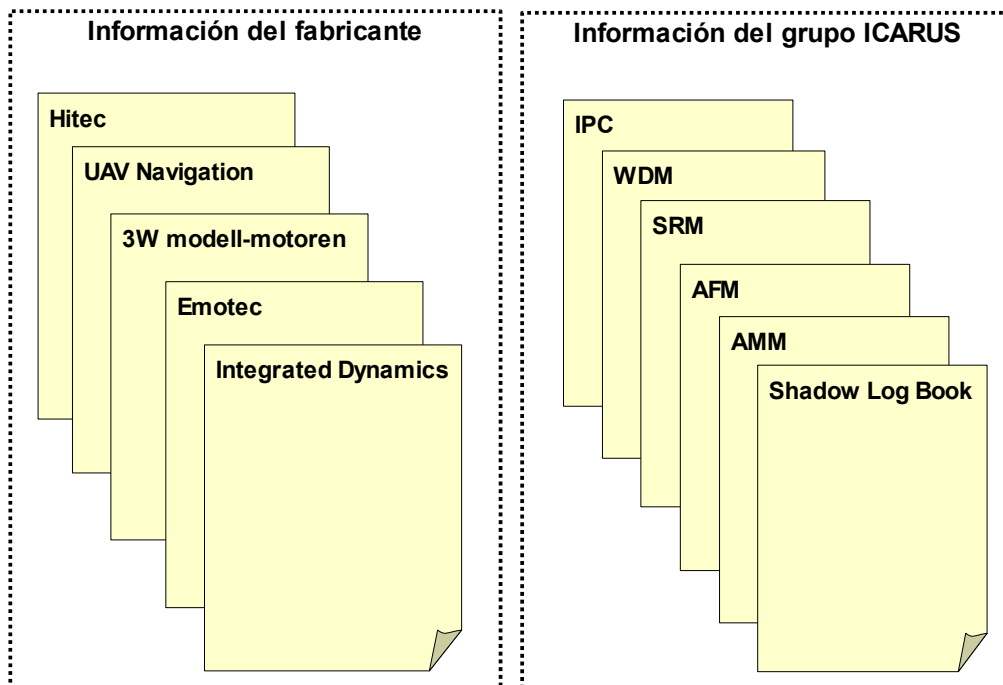 Información del fabricante
Hitec
UAV Navigation
3W modell-motoren
Emotec
Integrated Dynamics
Información del grupo ICARUS
IPC
WDM
SRM
AFM
AMM
Shadow Log Book